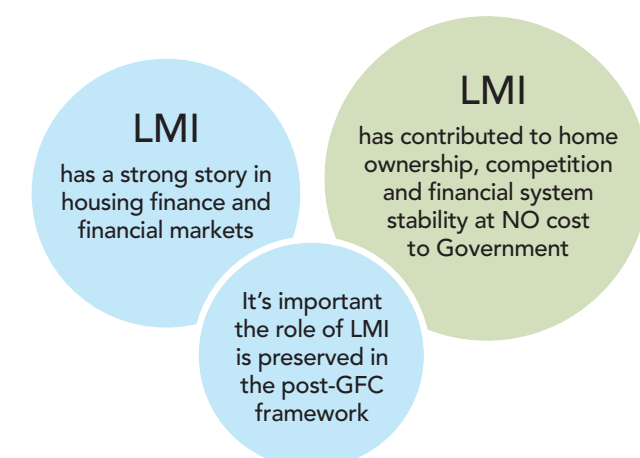 LMI
has a strong story in
housing finance and
financial markets
LMI
has contributed to home
ownership, competition
and financial system
stability at NO cost
to Government
It's important
the role of LMI
is preserved in
the post-GFC
framework